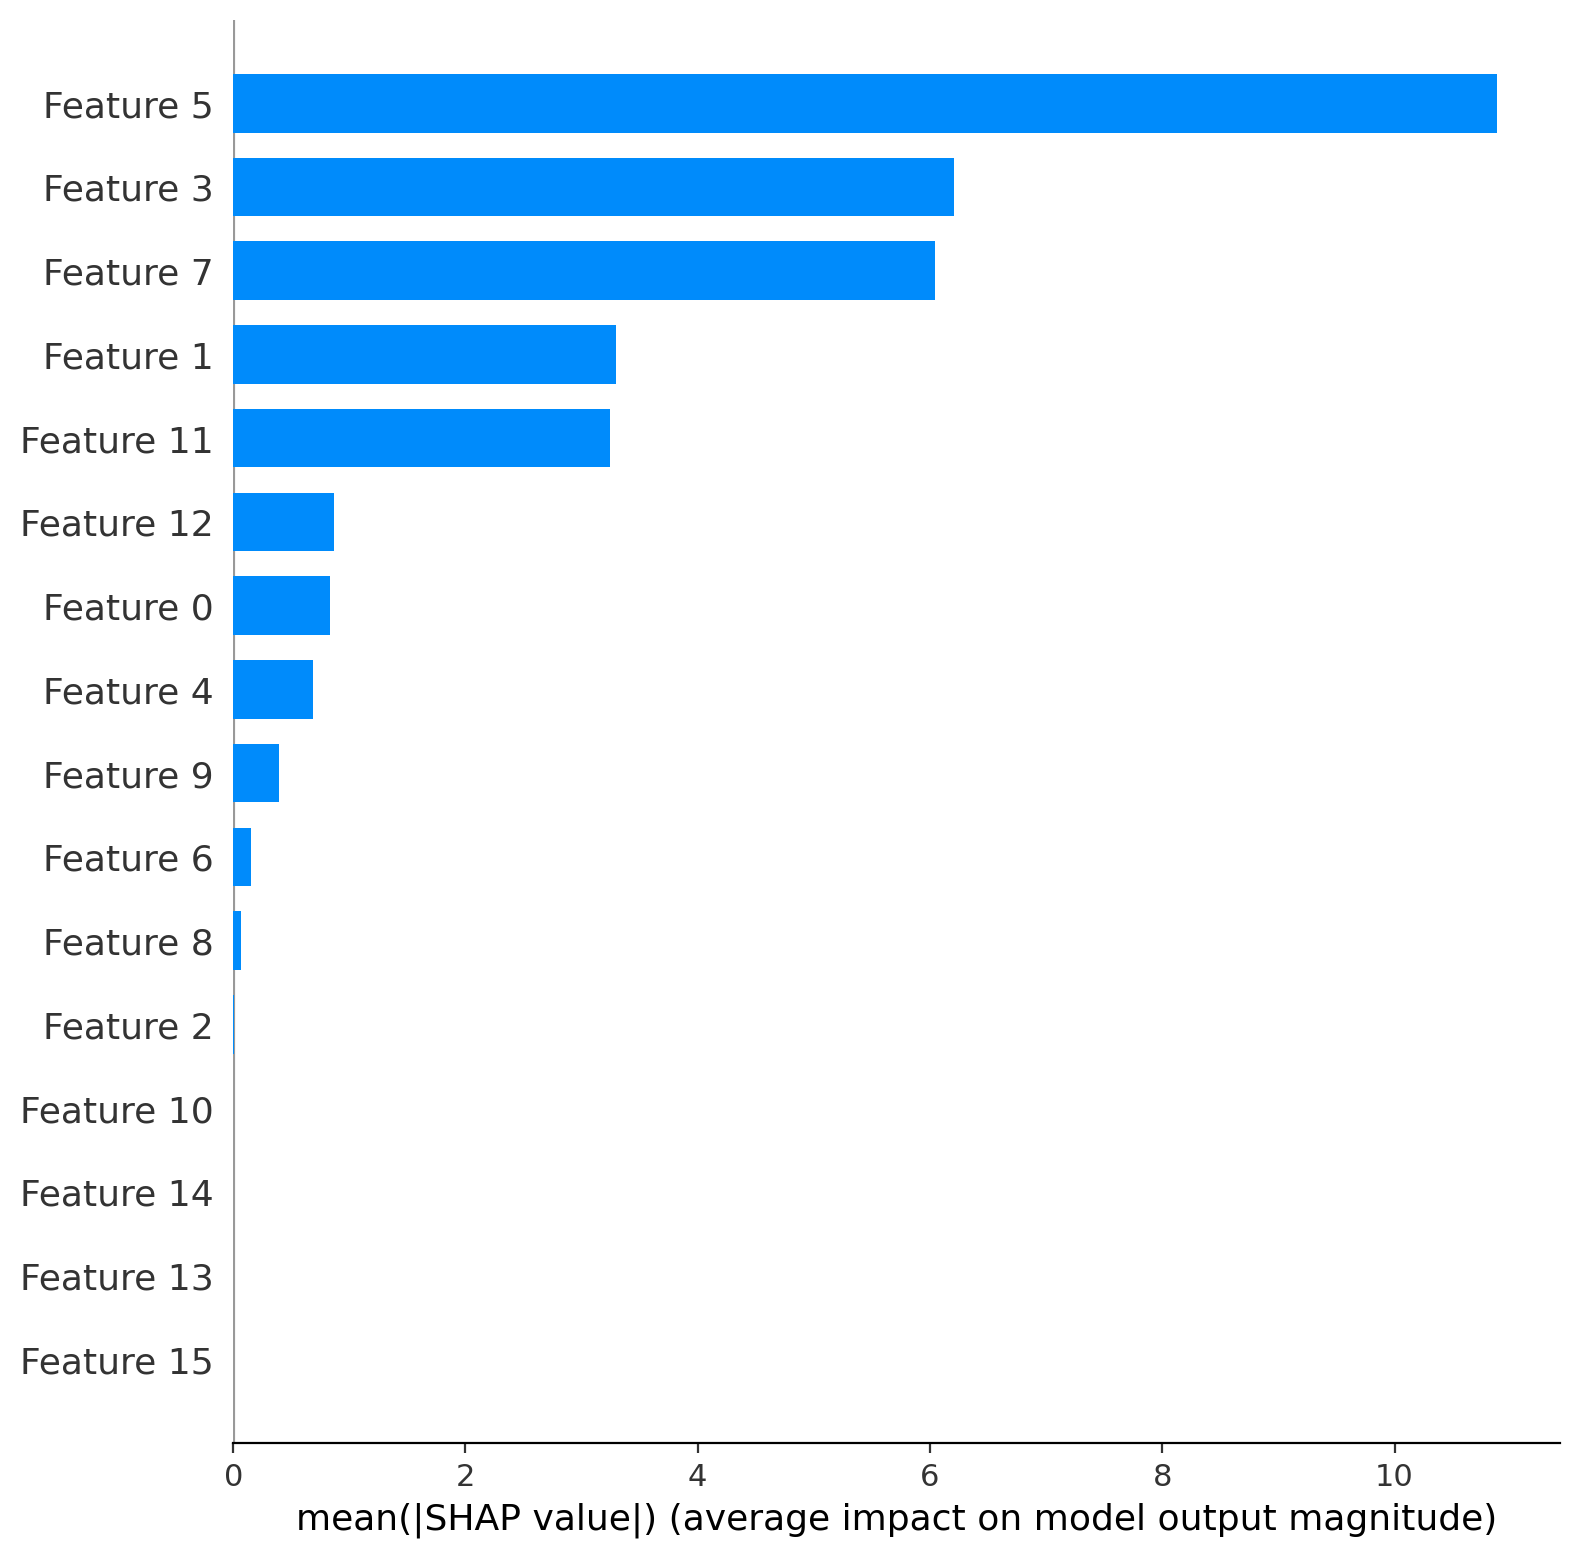 Feature 5
Feature 3
Feature 7
Feature 1
Feature 11
Feature 12
Feature 0
Feature 4
Feature 9
Feature 6
Feature 8
Feature 2
Feature 10
Feature 14
Feature 13
Feature 15
0 2 4 6 8 10
mean(|SHAP value|) (average impact on model output magnitude)